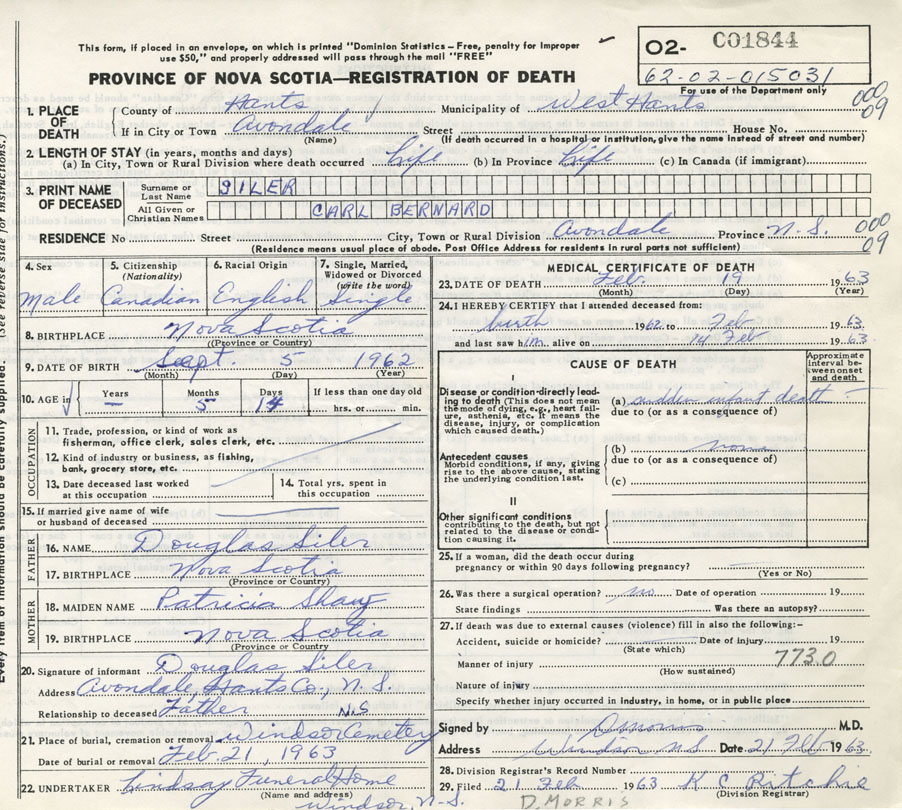 This form, if placed in an envelope, on which is printed "Dominion Statistics - Free, penalty for improper
use $50," and properly addressed will pass through the mail "FREE"
PROVINCE OF NOVA SCOTIA—REGISTRATION OF DEATH
02- C01844
62-02-015031
For use of the Department only
000
09
1. PLACE OF DEATH
County of Hants Municipality of West Hants
If in City or Town Avondale Street House No.
(Name) (If death occurred in a hospital or institution, give the name instead of street and number)
2. LENGTH OF STAY (in years, months and days)
(a) In City, Town or Rural Division where death occurred Life (b) In Province Life (c) In Canada (if immigrant)
3. PRINT NAME OF DECEASED
Surname or Last Name SILER
All Given or Christian Names CARL BERNARD
RESIDENCE No Street City, Town or Rural Division Avondale Province N.S.
000
09
(Residence means usual place of abode. Post Office Address for residents in rural parts not sufficient)
4. Sex 5. Citizenship (Nationality) 6. Racial Origin 7. Single, Married, Widowed or Divorced (write the word)
Male Canadian English Single
8. BIRTHPLACE Nova Scotia
(Province or Country)
9. DATE OF BIRTH Sept. 5 1962
(Month) (Day) (Year)
10. AGE in Years Months Days If less than one day old
— 5 14 hrs. or min.
OCCUPATION
11. Trade, profession, or kind of work as
fisherman, office clerk, sales clerk, etc.
12. Kind of industry or business, as fishing,
bank, grocery store, etc.
13. Date deceased last worked at this occupation
14. Total yrs. spent in this occupation
15. If married give name of wife
or husband of deceased
FATHER
16. NAME Douglas Siler
17. BIRTHPLACE Nova Scotia
(Province or Country)
MOTHER
18. MAIDEN NAME Patricia Shaw
19. BIRTHPLACE Nova Scotia
(Province or Country)
20. Signature of informant Douglas Siler
Address Avondale, Hants Co., N.S.
Relationship to deceased Father
N.S
21. Place of burial, cremation or removal Windsor Cemetery
Date of burial or removal Feb. 21, 1963
22. UNDERTAKER Lindsay Funeral Home
(Name and address)
Windsor, N.S.
MEDICAL CERTIFICATE OF DEATH
23. DATE OF DEATH Feb. 19 1963
(Month) (Day) (Year)
24. I HEREBY CERTIFY that I attended deceased from:
birth 1962 to Feb 1963
and last saw him alive on 14 Feb 1963
CAUSE OF DEATH
Approximate interval between onset and death
I
Disease or condition directly leading to death (This does not mean the mode of dying, e.g., heart failure, asthenia, etc. It means the disease, injury, or complication which caused death.)
(a) sudden infant death
due to (or as a consequence of)
Antecedent causes
Morbid conditions, if any, giving rise to the above cause, stating the underlying condition last.
(b) none
due to (or as a consequence of)
(c)
II
Other significant conditions
contributing to the death, but not related to the disease or condition causing it.
25. If a woman, did the death occur during
pregnancy or within 90 days following pregnancy?
(Yes or No)
26. Was there a surgical operation? no Date of operation 19
State findings Was there an autopsy?
27. If death was due to external causes (violence) fill in also the following:-
Accident, suicide or homicide? Date of injury 19
(State which)
Manner of injury 773.0
(How sustained)
Nature of injury
Specify whether injury occurred in Industry, in home, or in public place
Signed by D Morris M.D.
Address Windsor NS Date 21 Feb 1963
28. Division Registrar's Record Number
29. Filed 21 Feb 1963 K C Ritchie
(Division Registrar)
D. MORRIS
(See reverse side for instructions.)
Every item of information should be carefully supplied.